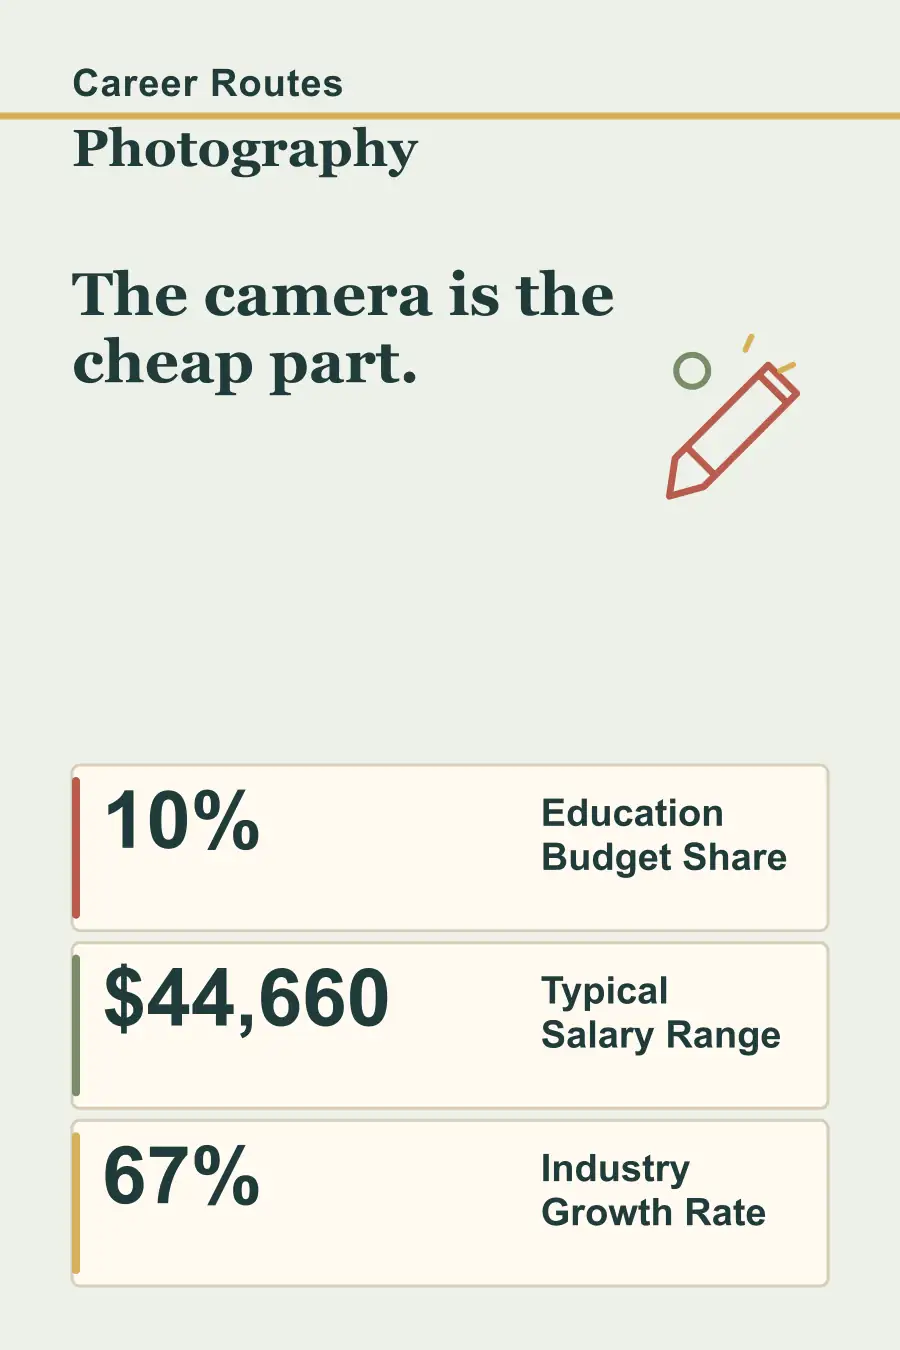 Career Routes
Photography
The camera is the
cheap part.
10%
Education
Budget Share
$44,660
Typical
Salary Range
67%
Industry
Growth Rate